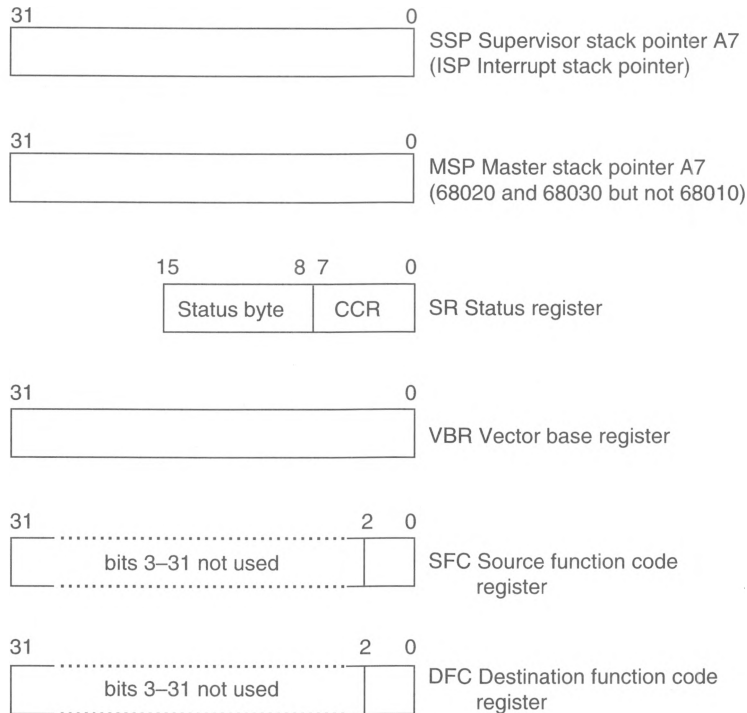 31 0
SSP Supervisor stack pointer A7
(ISP Interrupt stack pointer)
31 0
MSP Master stack pointer A7
(68020 and 68030 but not 68010)
15 8 7 0
Status byte CCR SR Status register
31 0
VBR Vector base register
31 2 0
bits 3–31 not used SFC Source function code
register
31 2 0
bits 3–31 not used DFC Destination function code
register